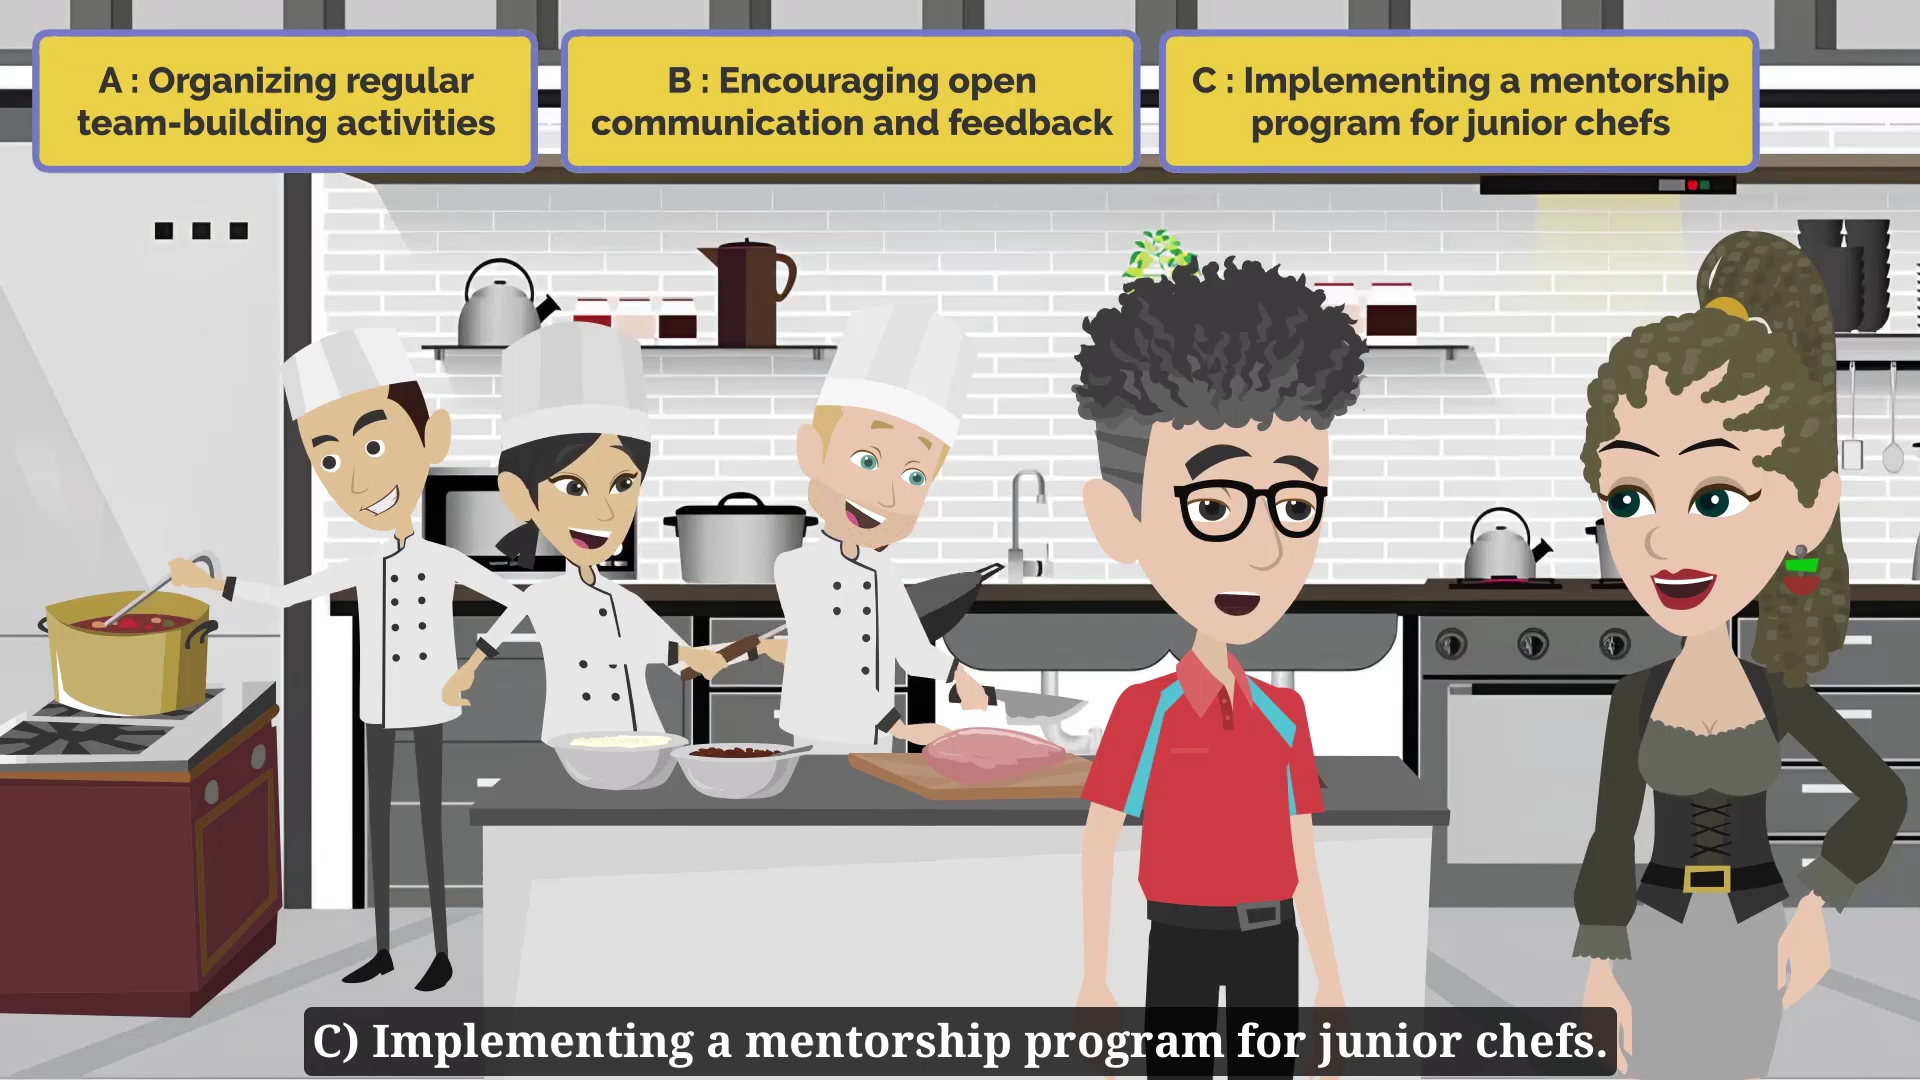 A : Organizing regular
team-building activities
B : Encouraging open
communication and feedback
C : Implementing a mentorship
program for junior chefs
C) Implementing a mentorship program for junior chefs.